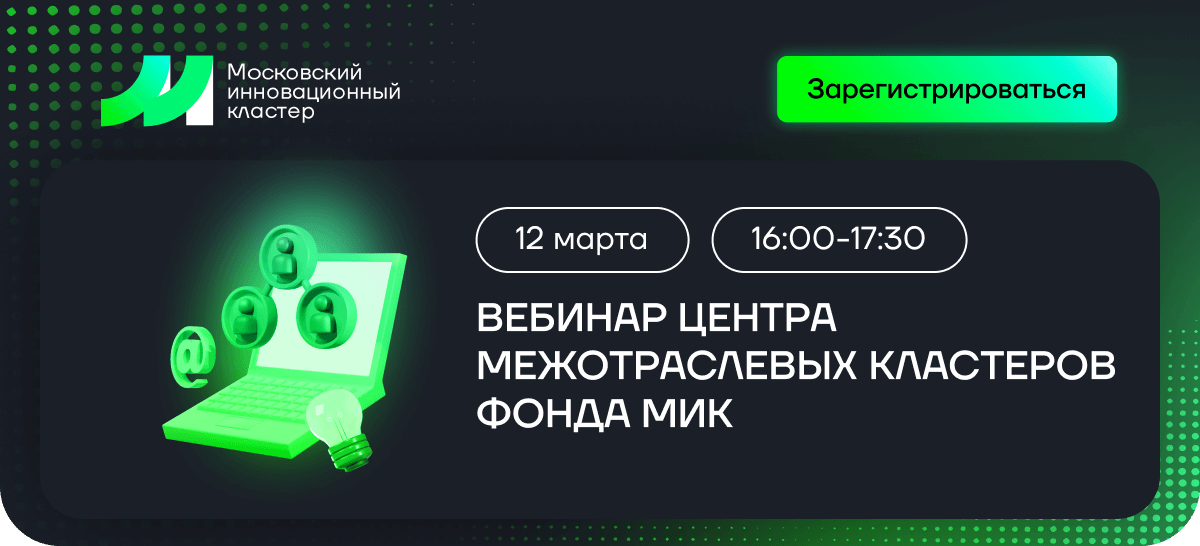 Московский
инновационный
кластер
Зарегистрироваться
12 марта
16:00-17:30
ВЕБИНАР ЦЕНТРА
МЕЖОТРАСЛЕВЫХ КЛАСТЕРОВ
ФОНДА МИК
@